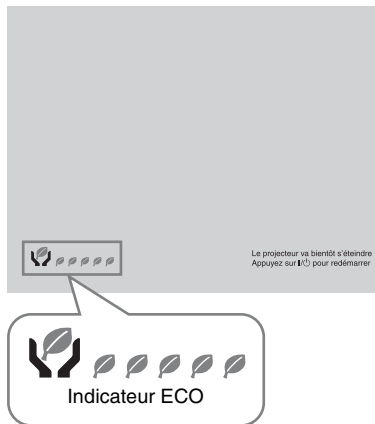 Le projecteur va bientôt s'éteindre
Appuyez sur I/⏻ pour redémarrer
Indicateur ECO